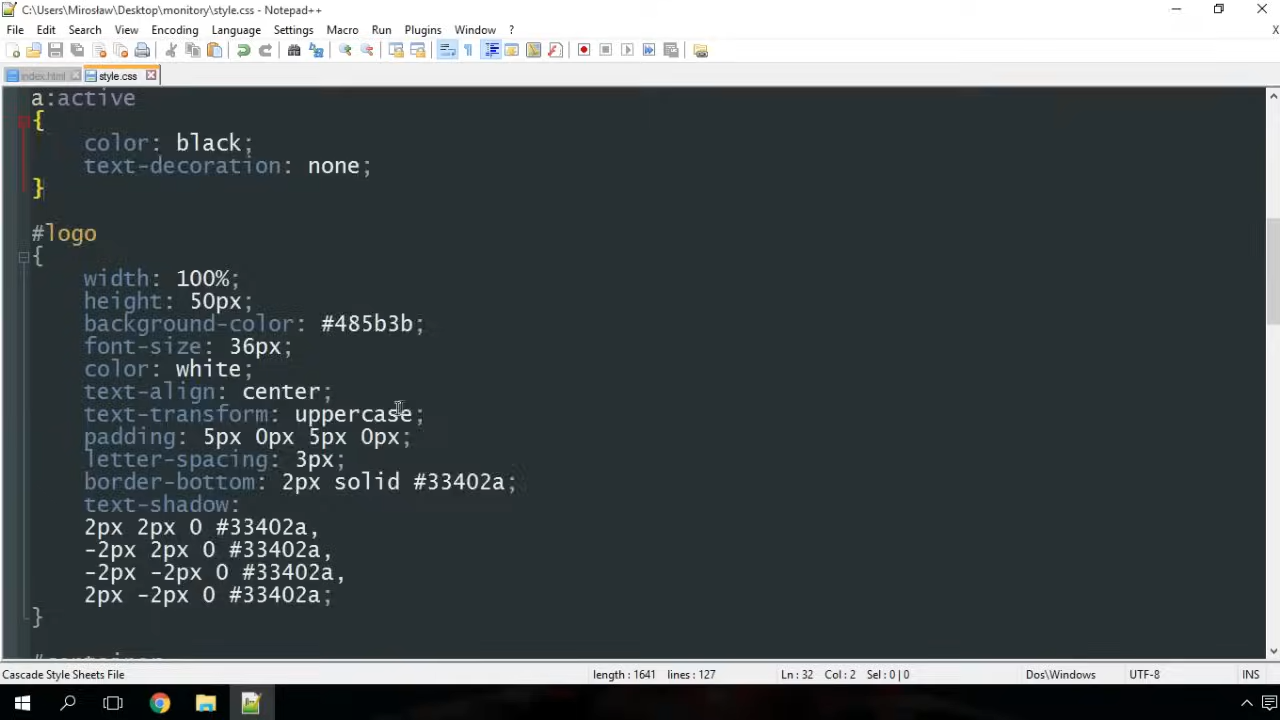 C:\Users\Mirosław\Desktop\monitory\style.css - Notepad++
File Edit Search View Encoding Language Settings Macro Run Plugins Window ? X
index.html style.css
a:active
{
color: black;
text-decoration: none;
}
#logo
{
width: 100%;
height: 50px;
background-color: #485b3b;
font-size: 36px;
color: white;
text-align: center;
text-transform: uppercase;
padding: 5px 0px 5px 0px;
letter-spacing: 3px;
border-bottom: 2px solid #33402a;
text-shadow:
2px 2px 0 #33402a,
-2px 2px 0 #33402a,
-2px -2px 0 #33402a,
2px -2px 0 #33402a;
}
Cascade Style Sheets File length : 1641 lines : 127 Ln : 32 Col : 2 Sel : 0 | 0 Dos\Windows UTF-8 INS